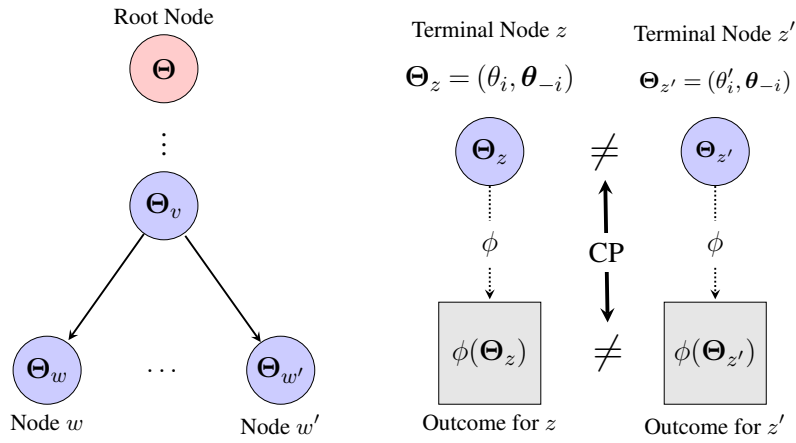 Root Node
Θ
⋮
Θ_v
Θ_w
. . .
Θ_{w′}
Node w
Node w′
Terminal Node z
Terminal Node z′
Θ_z = (θ_i, θ_{−i})
Θ_{z′} = (θ′_i, θ_{−i})
Θ_z
≠
Θ_{z′}
ϕ
CP
ϕ
ϕ(Θ_z)
≠
ϕ(Θ_{z′})
Outcome for z
Outcome for z′